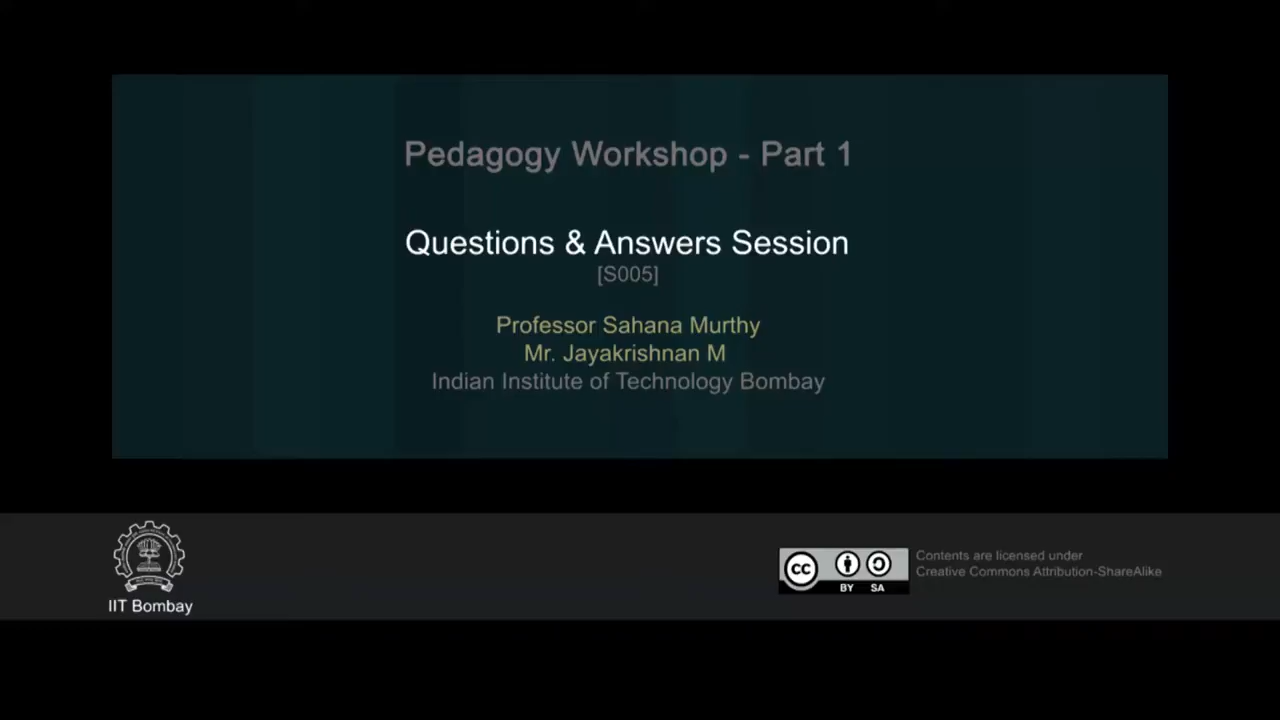 Pedagogy Workshop - Part 1
Questions & Answers Session
[S005]
Professor Sahana Murthy
Mr. Jayakrishnan M
Indian Institute of Technology Bombay
IIT Bombay
cc
BY SA
Contents are licensed under
Creative Commons Attribution-ShareAlike